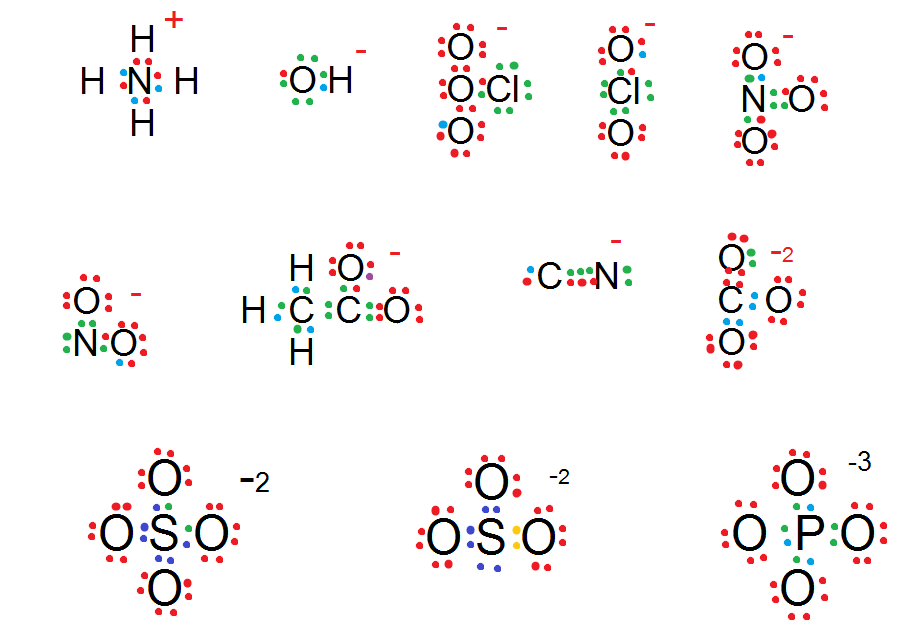 +
H
H N H
H
O H -
O -
O Cl
O
O -
Cl
O
O -
N O
O
O -
N O
H O -
H C C O
H
C N -
O -2
C O
O
O -2
O S O
O
O -2
O S O
O -3
O P O
O